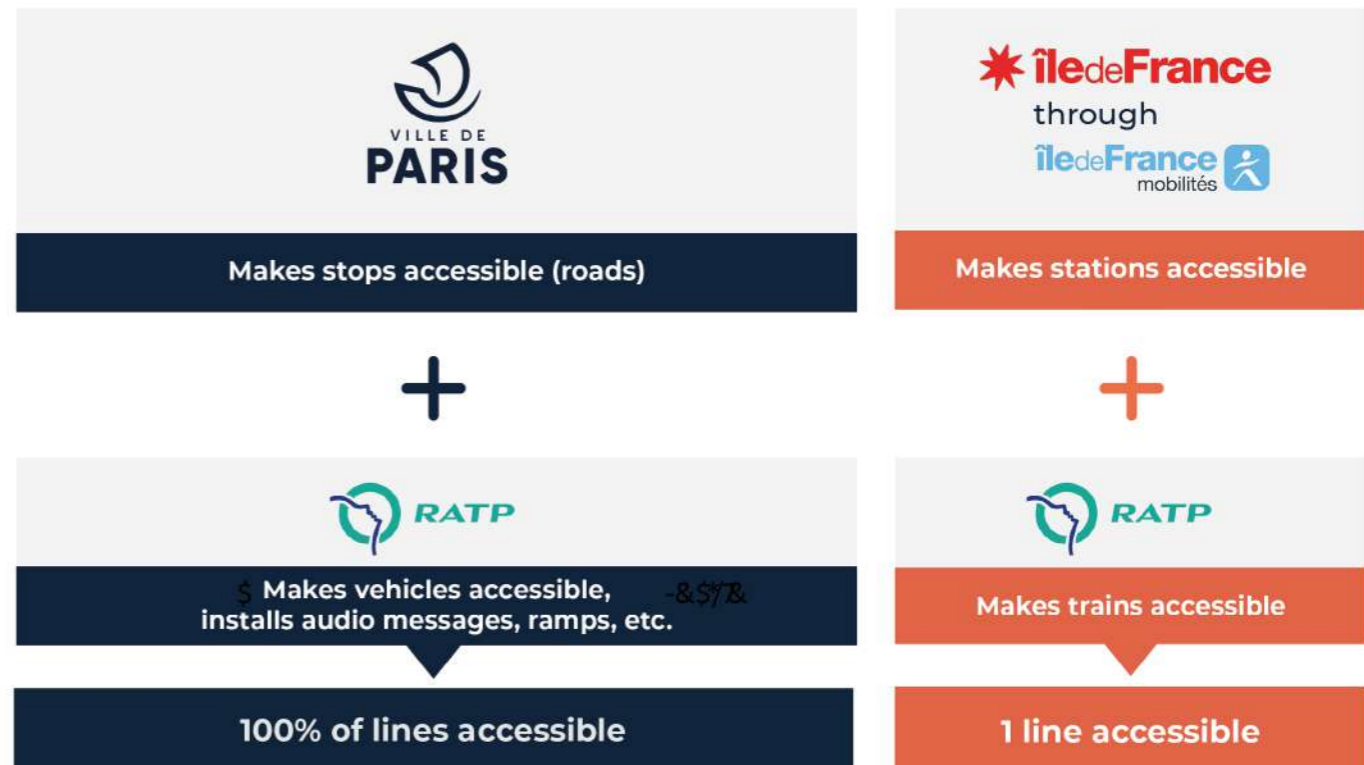 VILLE DE
PARIS
Makes stops accessible (roads)
RATP
Makes vehicles accessible,
installs audio messages, ramps, etc.
100% of lines accessible
îledeFrance
through
îledeFrance
mobilités
Makes stations accessible
RATP
Makes trains accessible
1 line accessible